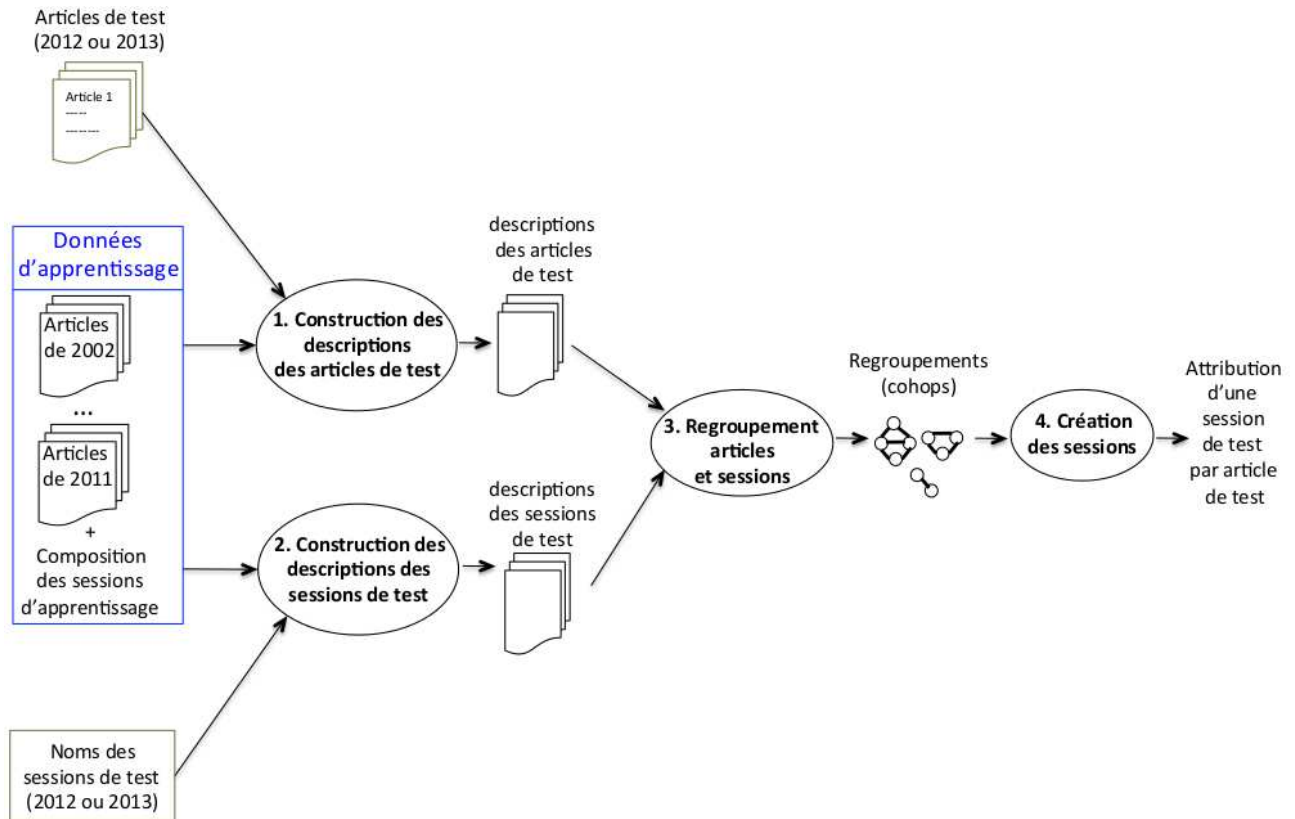 Articles de test
(2012 ou 2013)
Article 1
-----
--------
Données
d'apprentissage
Articles
de 2002
...
Articles
de 2011
+
Composition
des sessions
d'apprentissage
Noms des
sessions de test
(2012 ou 2013)
1. Construction des
descriptions
des articles de test
2. Construction des
descriptions des
sessions de test
descriptions
des articles
de test
descriptions
des sessions
de test
3. Regroupement
articles
et sessions
Regroupements
(cohops)
4. Création
des sessions
Attribution
d'une
session
de test
par article
de test